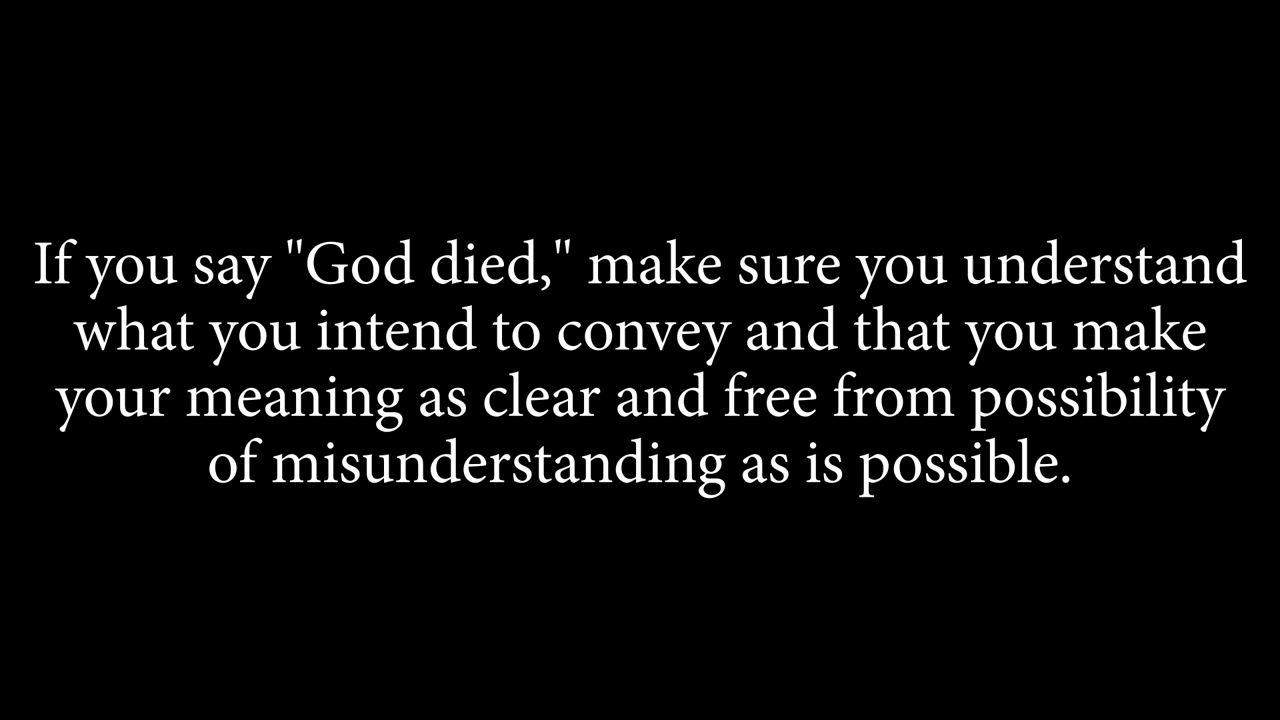 If you say "God died," make sure you understand
what you intend to convey and that you make
your meaning as clear and free from possibility
of misunderstanding as is possible.